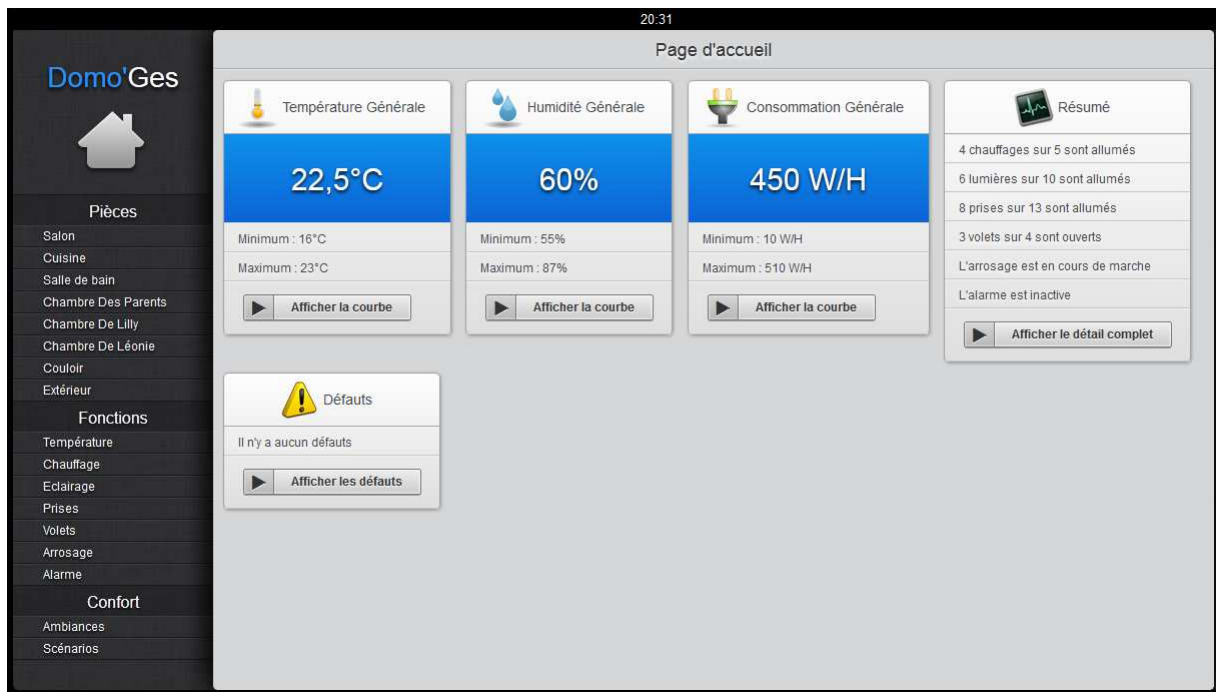 20:31
Domo'Ges
Pièces
Salon
Cuisine
Salle de bain
Chambre Des Parents
Chambre De Lilly
Chambre De Léonie
Couloir
Extérieur
Fonctions
Température
Chauffage
Eclairage
Prises
Volets
Arrosage
Alarme
Confort
Ambiances
Scénarios
Page d'accueil
Température Générale
22,5°C
Minimum : 16°C
Maximum : 23°C
Afficher la courbe
Humidité Générale
60%
Minimum : 55%
Maximum : 87%
Afficher la courbe
Consommation Générale
450 W/H
Minimum : 10 W/H
Maximum : 510 W/H
Afficher la courbe
Résumé
4 chauffages sur 5 sont allumés
6 lumières sur 10 sont allumés
8 prises sur 13 sont allumés
3 volets sur 4 sont ouverts
L'arrosage est en cours de marche
L'alarme est inactive
Afficher le détail complet
Défauts
Il n'y a aucun défauts
Afficher les défauts